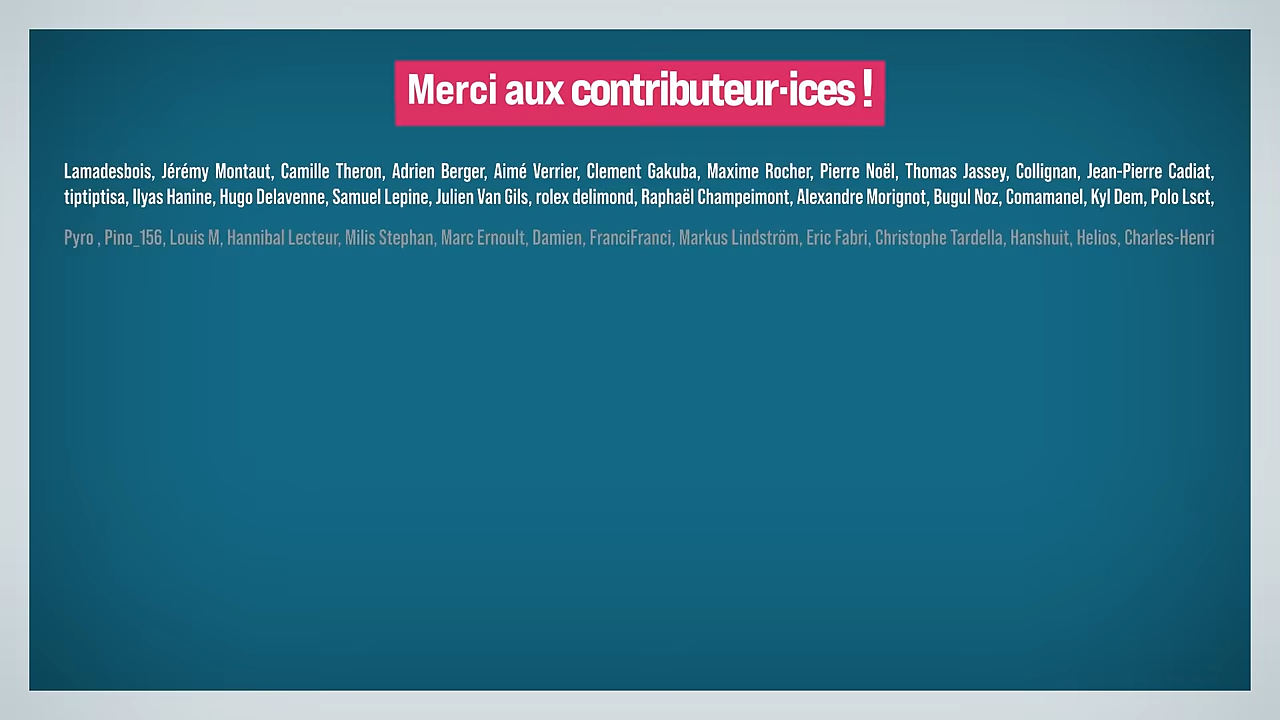 Merci aux contributeur·ices !
Lamadesbois, Jérémy Montaut, Camille Theron, Adrien Berger, Aimé Verrier, Clement Gakuba, Maxime Rocher, Pierre Noël, Thomas Jassey, Collignan, Jean-Pierre Cadiat,
tiptiptisa, Ilyas Hanine, Hugo Delavenne, Samuel Lepine, Julien Van Gils, rolex delimond, Raphaël Champeimont, Alexandre Morignot, Bugul Noz, Comamanel, Kyl Dem, Polo Lsct,
Pyro , Pino_156, Louis M, Hannibal Lecteur, Milis Stephan, Marc Ernoult, Damien, FranciFranci, Markus Lindström, Eric Fabri, Christophe Tardella, Hanshuit, Helios, Charles-Henri